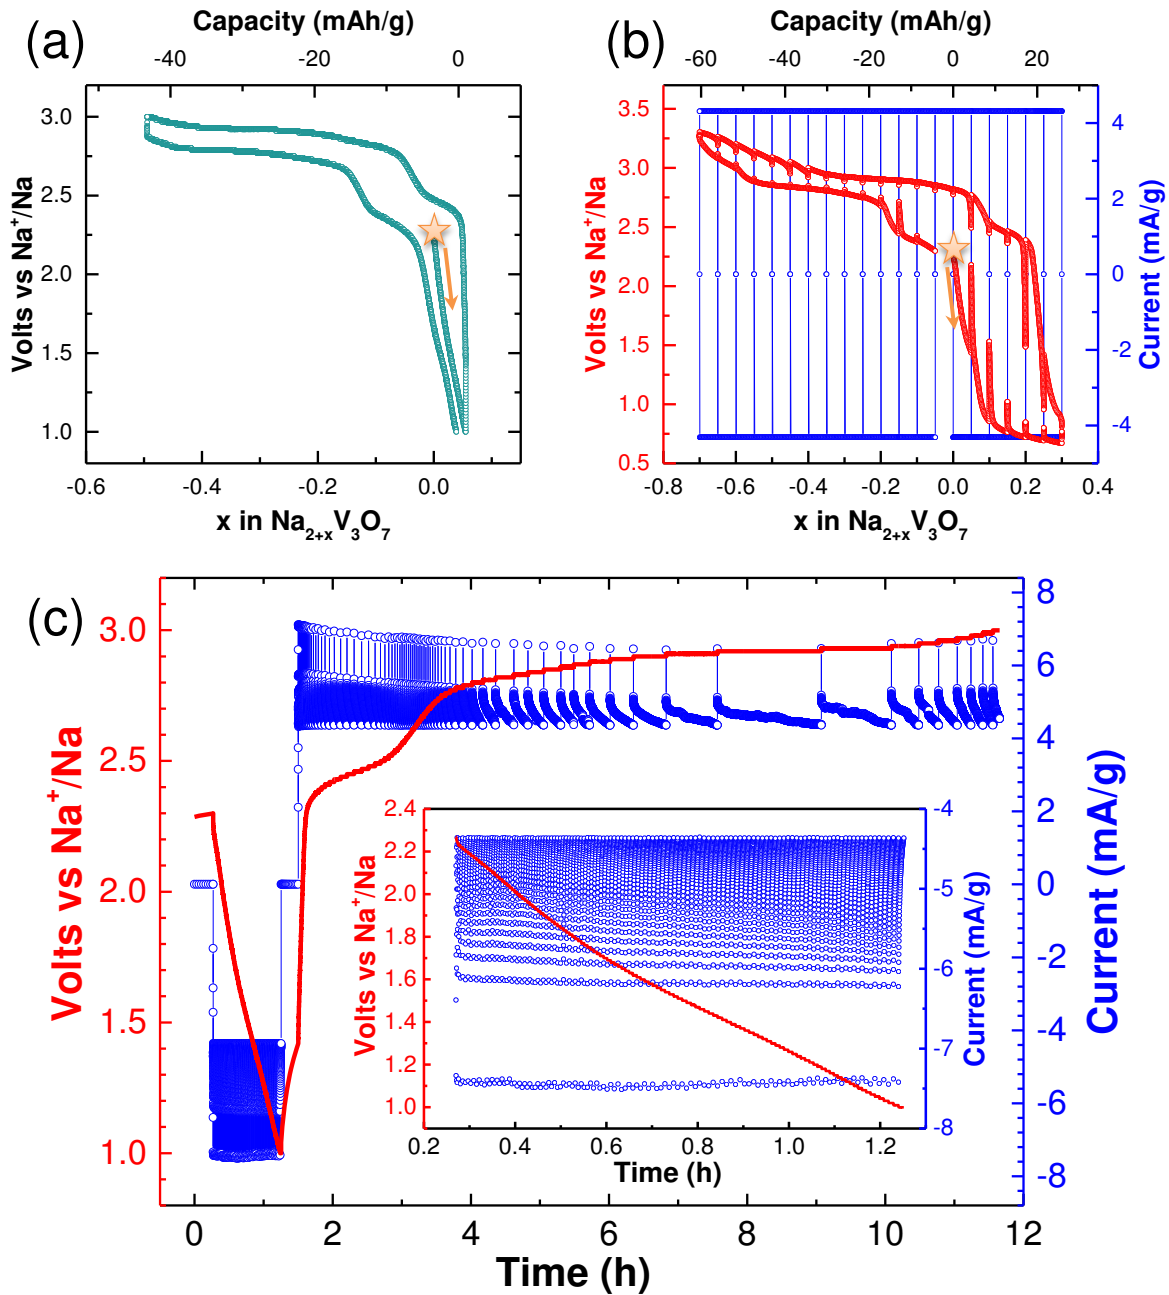 (a)
Capacity (mAh/g)
-40 -20 0
Volts vs Na⁺/Na
3.0
2.5
2.0
1.5
1.0
-0.6 -0.4 -0.2 0.0
x in Na₂₊ₓV₃O₇
(b)
Capacity (mAh/g)
-60 -40 -20 0 20
Volts vs Na⁺/Na
3.5
3.0
2.5
2.0
1.5
1.0
0.5
4
2
0
-2
-4
Current (mA/g)
-0.8 -0.6 -0.4 -0.2 0.0 0.2 0.4
x in Na₂₊ₓV₃O₇
(c)
Volts vs Na⁺/Na
3.0
2.5
2.0
1.5
1.0
8
6
4
2
0
-2
-4
-6
-8
Current (mA/g)
Volts vs Na⁺/Na
2.4
2.2
2.0
1.8
1.6
1.4
1.2
1.0
-4
-5
-6
-7
-8
Current (mA/g)
0.2 0.4 0.6 0.8 1.0 1.2
Time (h)
0 2 4 6 8 10 12
Time (h)